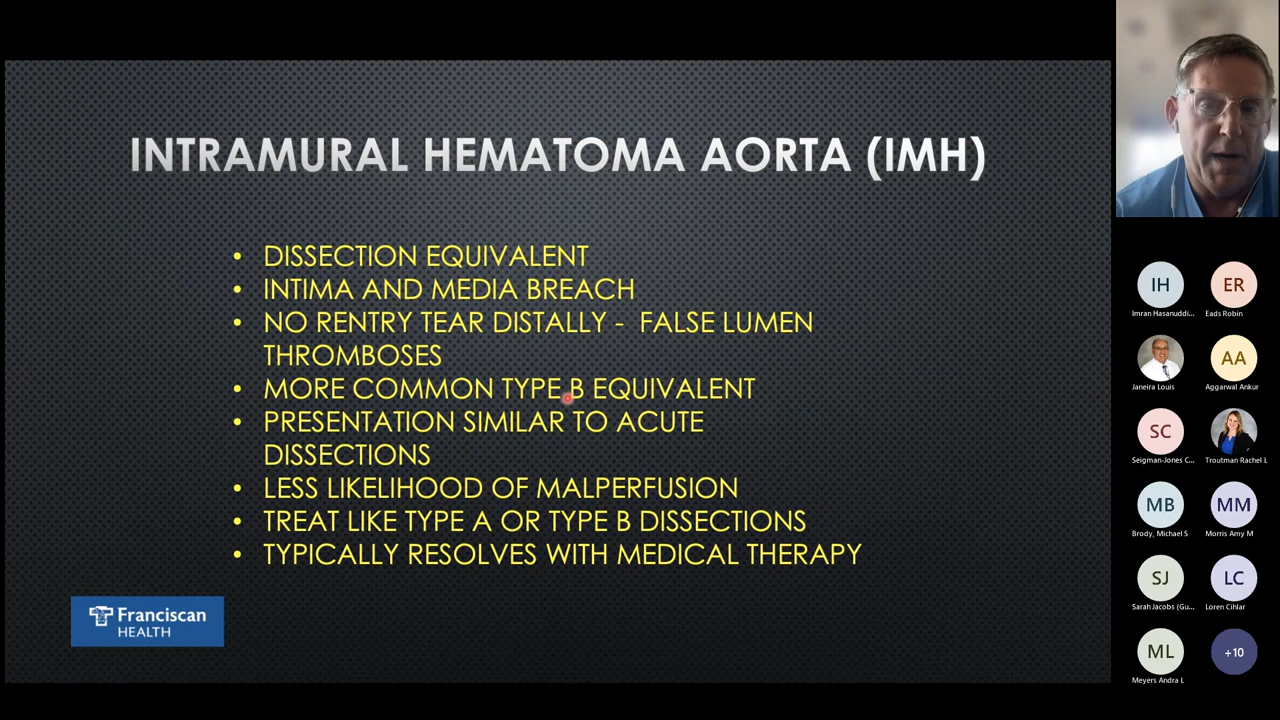 INTRAMURAL HEMATOMA AORTA (IMH)
• DISSECTION EQUIVALENT
• INTIMA AND MEDIA BREACH
• NO RENTRY TEAR DISTALLY - FALSE LUMEN
THROMBOSES
• MORE COMMON TYPE B EQUIVALENT
• PRESENTATION SIMILAR TO ACUTE
DISSECTIONS
• LESS LIKELIHOOD OF MALPERFUSION
• TREAT LIKE TYPE A OR TYPE B DISSECTIONS
• TYPICALLY RESOLVES WITH MEDICAL THERAPY
Franciscan
HEALTH
IH ER
Imran Hasanuddi... Eads Robin
AA
Janeira Louis Aggarwal Ankur
SC
Seigman-Jones C... Troutman Rachel L
MB MM
Brody, Michael S Morris Amy M
SJ LC
Sarah Jacobs (Gu... Loren Cihlar
ML +10
Meyers Andra L